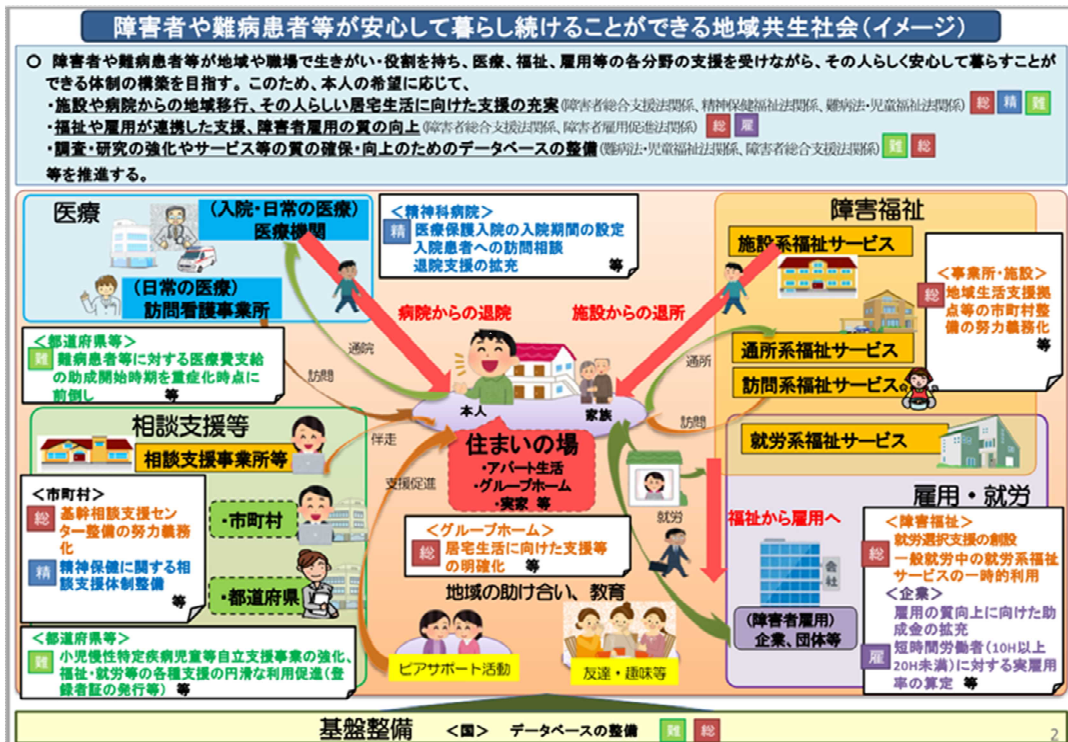 障害者や難病患者等が安心して暮らし続けることができる地域共生社会（イメージ）
○ 障害者や難病患者等が地域や職場で生きがい・役割を持ち、医療、福祉、雇用等の各分野の支援を受けながら、その人らしく安心して暮らすことが
できる体制の構築を目指す。このため、本人の希望に応じて、
・施設や病院からの地域移行、その人らしい居宅生活に向けた支援の充実（障害者総合支援法関係、精神保健福祉法関係、難病法・児童福祉法関係） 総 精 難
・福祉や雇用が連携した支援、障害者雇用の質の向上（障害者総合支援法関係、障害者雇用促進法関係） 総 雇
・調査・研究の強化やサービス等の質の確保・向上のためのデータベースの整備（難病法・児童福祉法関係、障害者総合支援法関係） 難 総
等を推進する。
医療
（入院・日常の医療）
医療機関
（日常の医療）
訪問看護事業所
＜精神科病院＞
精 医療保護入院の入院期間の設定
入院患者への訪問相談
退院支援の拡充 等
障害福祉
施設系福祉サービス
通所系福祉サービス
訪問系福祉サービス
就労系福祉サービス
＜事業所・施設＞
総 地域生活支援拠
点等の市町村整
備の努力義務化
等
病院からの退院
施設からの退所
通院
訪問
通所
訪問
＜都道府県等＞
難 難病患者等に対する医療費支給
の助成開始時期を重症化時点に
前倒し 等
本人
家族
住まいの場
・アパート生活
・グループホーム
・実家 等
相談支援等
相談支援事業所等
伴走
支援促進
＜市町村＞
総 基幹相談支援セン
ター整備の努力義務
化
精 精神保健に関する相
談支援体制整備
等
・市町村
・都道府県
＜都道府県等＞
難 小児慢性特定疾病児童等自立支援事業の強化、
福祉・就労等の各種支援の円滑な利用促進（登
録者証の発行等） 等
＜グループホーム＞
総 居宅生活に向けた支援等
の明確化 等
地域の助け合い、教育
ピアサポート活動
友達・趣味等
就労
福祉から雇用へ
雇用・就労
会社
（障害者雇用）
企業、団体等
＜障害福祉＞
就労選択支援の創設
総 一般就労中の就労系福祉
サービスの一時的利用
＜企業＞
雇用の質向上に向けた助
成金の拡充
雇 短時間労働者（10H以上
20H未満）に対する実雇用
率の算定 等
基盤整備 ＜国＞ データベースの整備 難 総
2